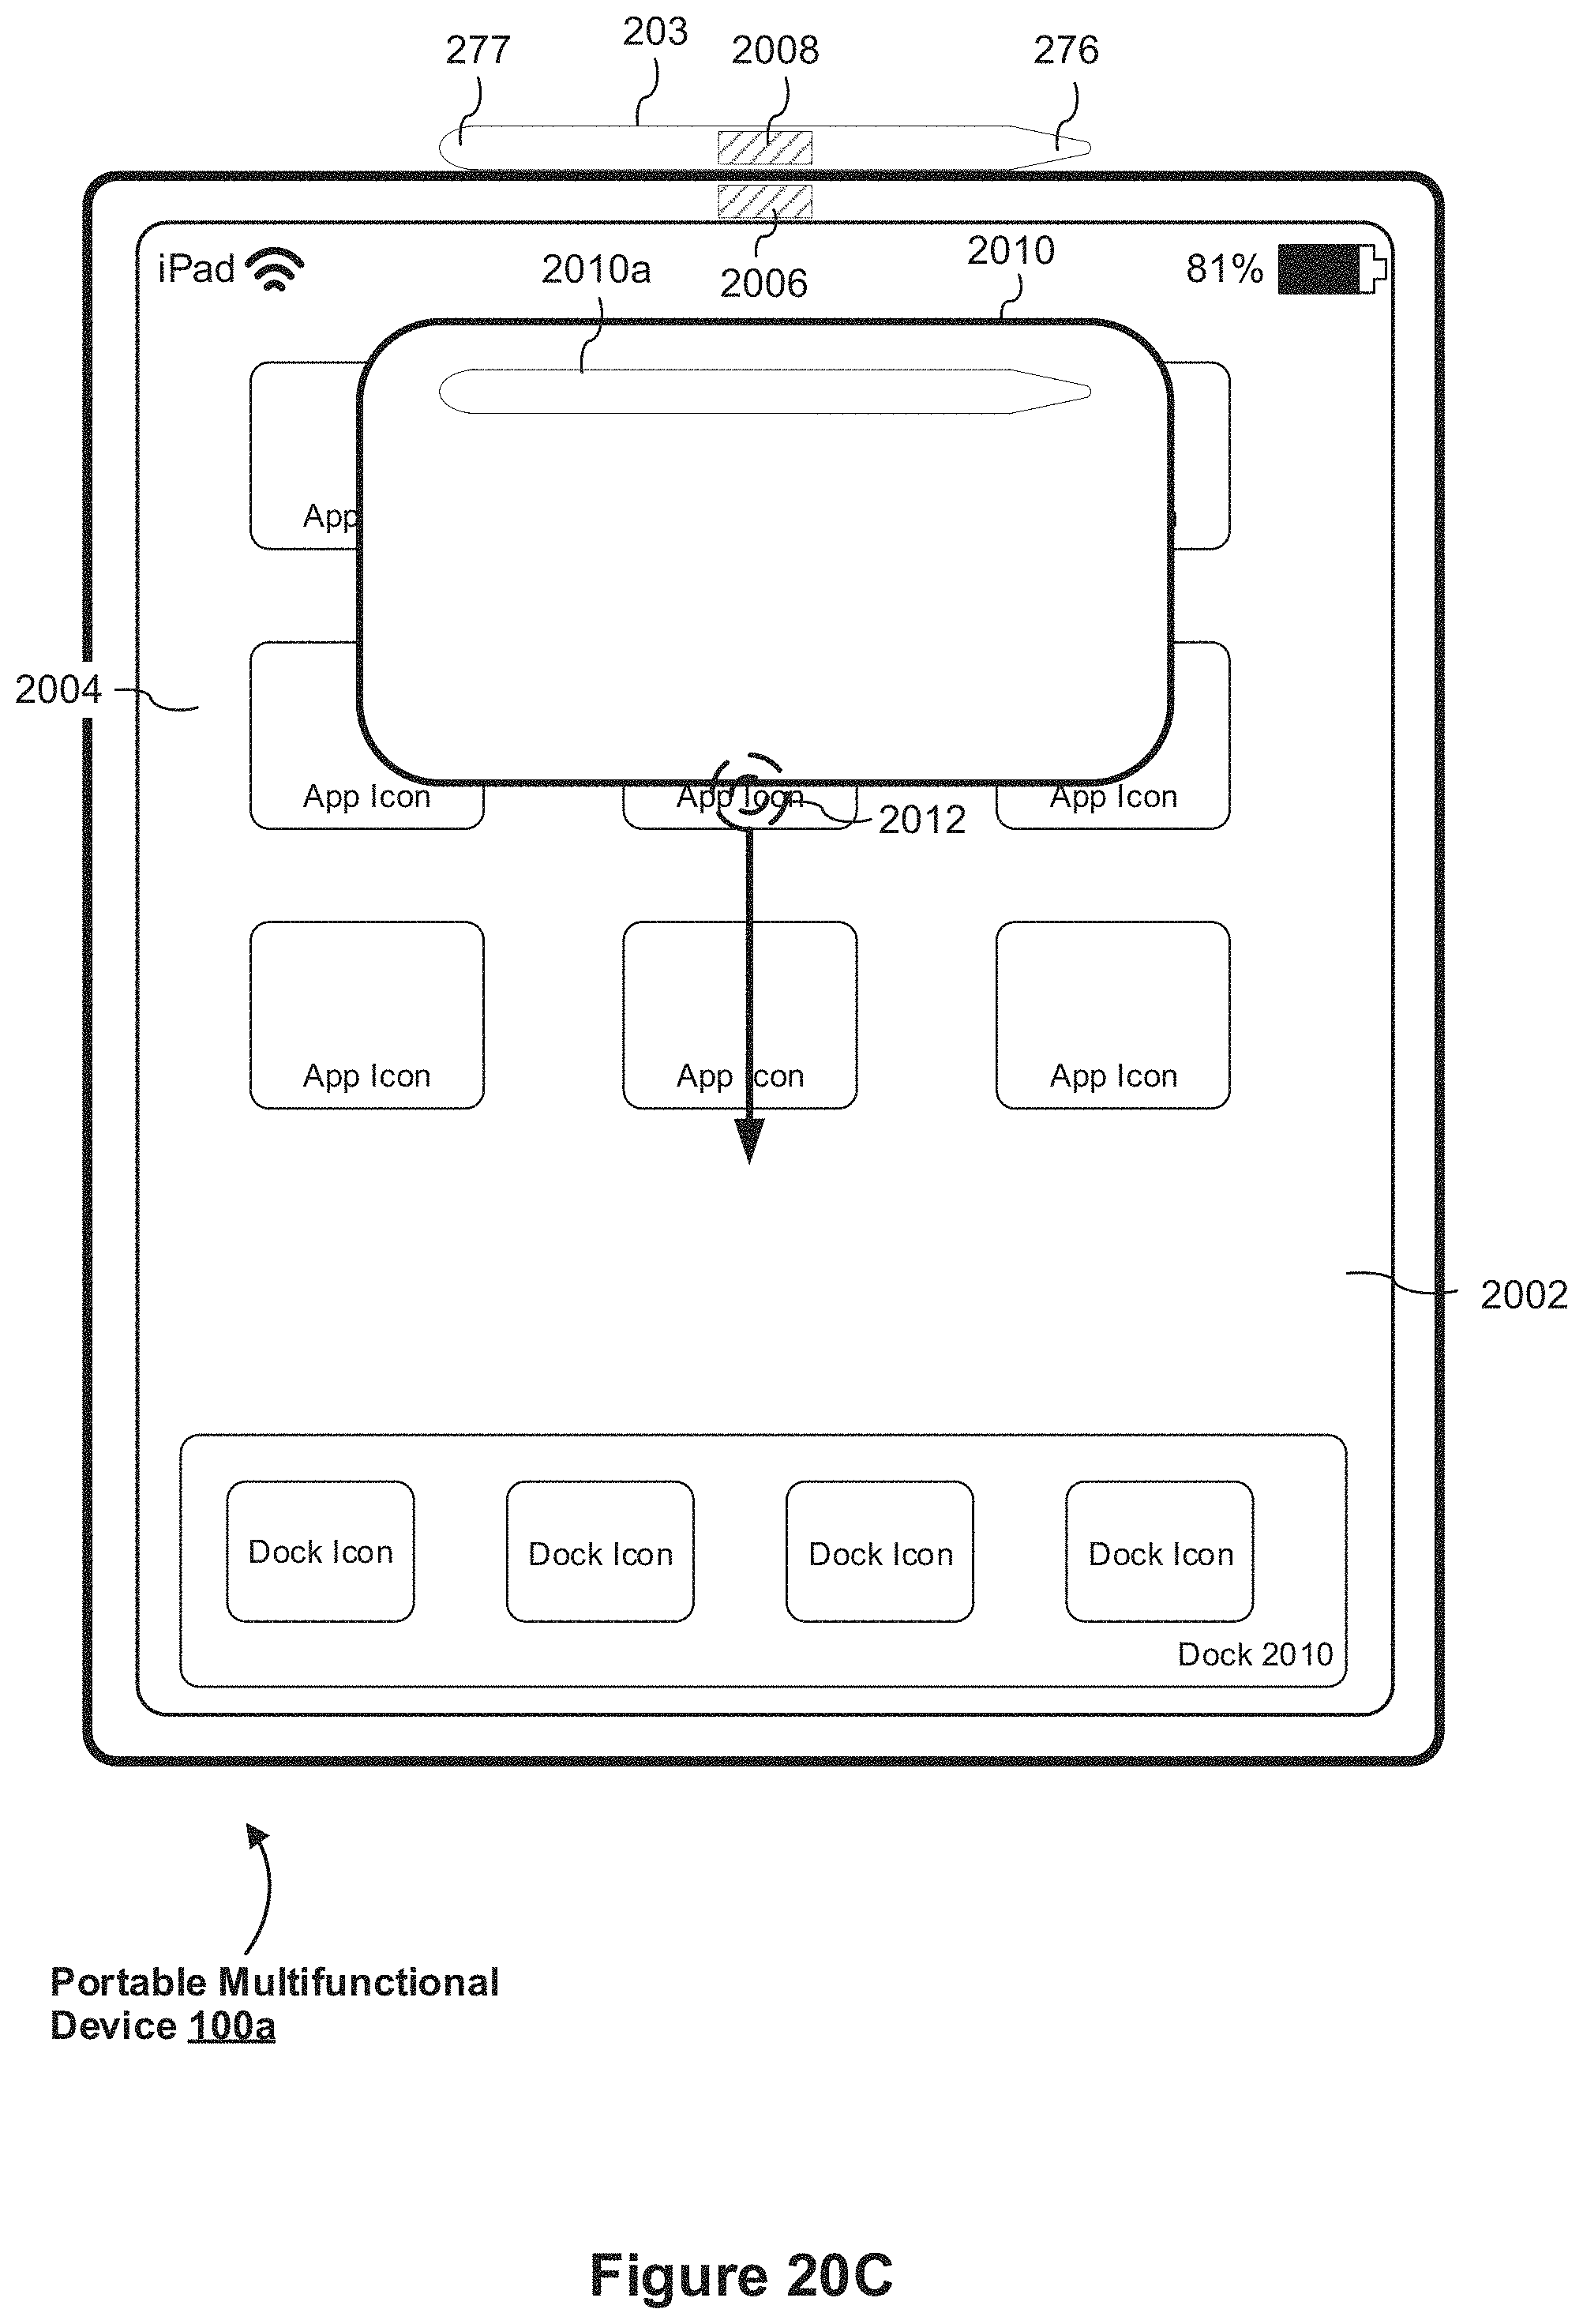 203
277
2008
276
iPad
2010a
2006
2010
81%
App
2004
App Icon
App Icon
App Icon
2012
App Icon
App Icon
App Icon
2002
Dock Icon
Dock Icon
Dock Icon
Dock Icon
Dock 2010
Portable Multifunctional
Device 100a
Figure 20C